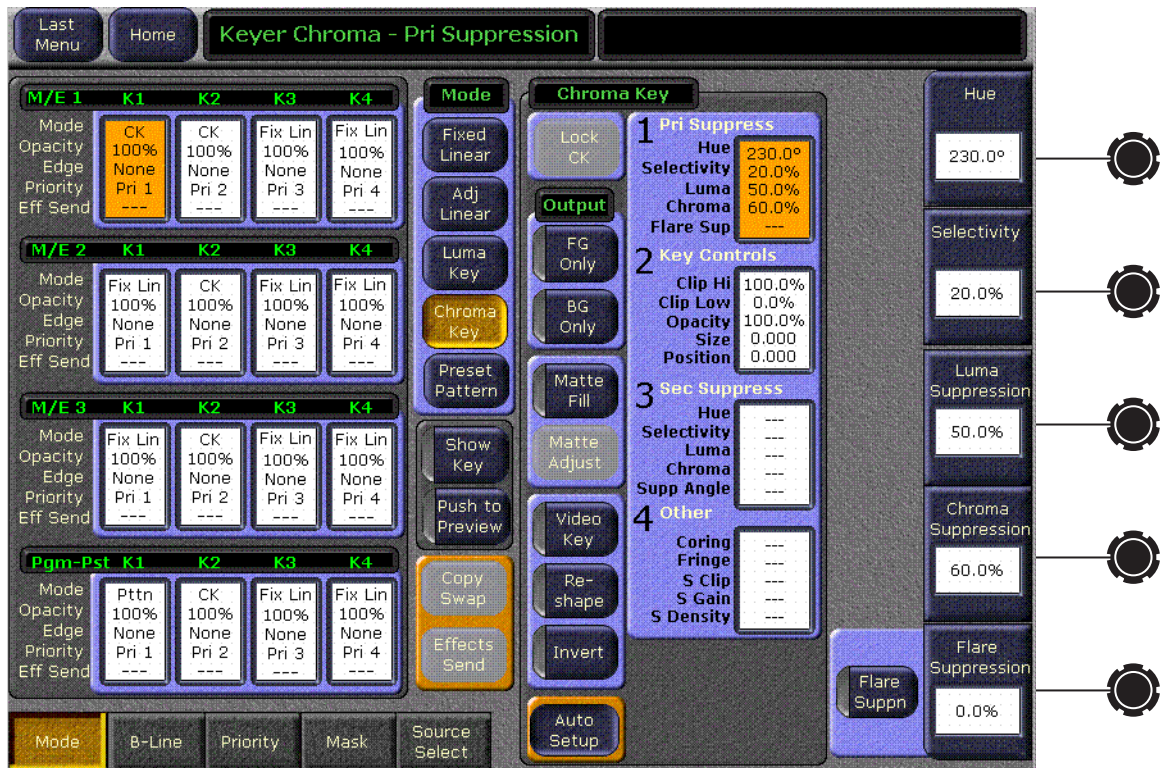 Last
Menu
Home
Keyer Chroma - Pri Suppression
M/E 1 K1 K2 K3 K4
Mode CK CK Fix Lin Fix Lin
Opacity 100% 100% 100% 100%
Edge None None None None
Priority Pri 1 Pri 2 Pri 3 Pri 4
Eff Send --- --- --- ---
M/E 2 K1 K2 K3 K4
Mode Fix Lin CK Fix Lin Fix Lin
Opacity 100% 100% 100% 100%
Edge None None None None
Priority Pri 1 Pri 2 Pri 3 Pri 4
Eff Send --- --- --- ---
M/E 3 K1 K2 K3 K4
Mode Fix Lin CK Fix Lin Fix Lin
Opacity 100% 100% 100% 100%
Edge None None None None
Priority Pri 1 Pri 2 Pri 3 Pri 4
Eff Send --- --- --- ---
Pgm-Pst K1 K2 K3 K4
Mode Pttn CK Fix Lin Fix Lin
Opacity 100% 100% 100% 100%
Edge None None None None
Priority Pri 1 Pri 2 Pri 3 Pri 4
Eff Send --- --- --- ---
Mode
Fixed
Linear
Adj
Linear
Luma
Key
Chroma
Key
Preset
Pattern
Show
Key
Push to
Preview
Copy
Swap
Effects
Send
Chroma Key
Lock
CK
Output
FG
Only
BG
Only
Matte
Fill
Matte
Adjust
Video
Key
Re-
shape
Invert
Auto
Setup
1 Pri Suppress
Hue 230.0º
Selectivity 20.0%
Luma 50.0%
Chroma 60.0%
Flare Sup ---
2 Key Controls
Clip Hi 100.0%
Clip Low 0.0%
Opacity 100.0%
Size 0.000
Position 0.000
3 Sec Suppress
Hue ---
Selectivity ---
Luma ---
Chroma ---
Supp Angle ---
4 Other
Coring ---
Fringe ---
S Clip ---
S Gain ---
S Density ---
Flare
Suppn
Hue
230.0º
Selectivity
20.0%
Luma
Suppression
50.0%
Chroma
Suppression
60.0%
Flare
Suppression
0.0%
Mode
B-Line
Priority
Mask
Source
Select